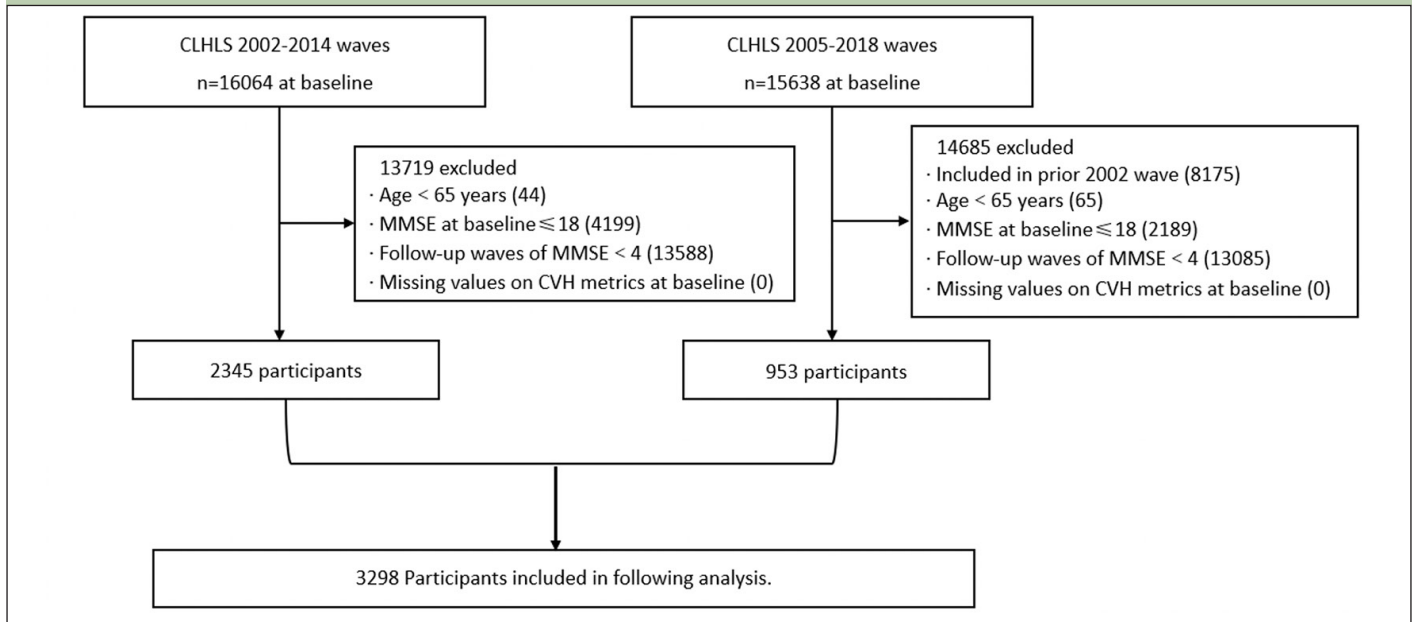 CLHLS 2002-2014 waves
n=16064 at baseline
CLHLS 2005-2018 waves
n=15638 at baseline
13719 excluded
· Age < 65 years (44)
· MMSE at baseline≤18 (4199)
· Follow-up waves of MMSE < 4 (13588)
· Missing values on CVH metrics at baseline (0)
14685 excluded
· Included in prior 2002 wave (8175)
· Age < 65 years (65)
· MMSE at baseline≤18 (2189)
· Follow-up waves of MMSE < 4 (13085)
· Missing values on CVH metrics at baseline (0)
2345 participants
953 participants
3298 Participants included in following analysis.